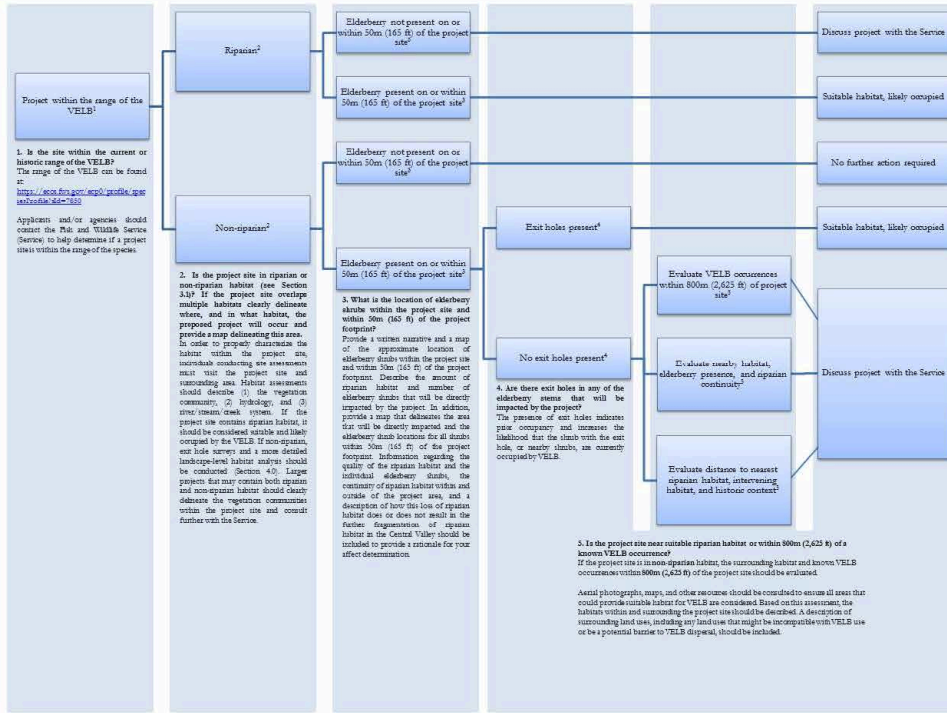 Project within the range of the
VELB1
1. Is the site within the current or
historic range of the VELB?
The range of the VELB can be found
at:
https://ecos.fws.gov/ecp0/profile/spec
iesProfile?sId=7850
Applicants and/or agencies should
contact the Fish and Wildlife Service
(Service) to help determine if a project
site is within the range of the species.
Riparian2
Non-riparian2
2. Is the project site in riparian or
non-riparian habitat (see Section
3.1)? If the project site overlaps
multiple habitats clearly delineate
where, and in what habitat, the
proposed project will occur and
provide a map delineating this area.
In order to properly characterize the
habitat within the project site,
individuals conducting site assessments
must visit the project site and
surrounding area. Habitat assessments
should describe (1) the vegetation
community, (2) hydrology, and (3)
river/stream/creek system. If the
project site contains riparian habitat, it
should be considered suitable and likely
occupied by the VELB. If non-riparian,
exit hole surveys and a more detailed
landscape-level habitat analysis should
be conducted (Section 4.0). Larger
projects that may contain both riparian
and non-riparian habitat should clearly
delineate the vegetation communities
within the project site and consult
further with the Service.
Elderberry not present on or
within 50m (165 ft) of the project
site3
Elderberry present on or within
50m (165 ft) of the project site3
Elderberry not present on or
within 50m (165 ft) of the project
site3
Elderberry present on or within
50m (165 ft) of the project site3
3. What is the location of elderberry
shrubs within the project site and
within 50m (165 ft) of the project
footprint?
Provide a written narrative and a map
of the approximate location of
elderberry shrubs within the project site
and within 50m (165 ft) of the project
footprint. Describe the amount of
riparian habitat and number of
elderberry shrubs that will be directly
impacted by the project. In addition,
provide a map that delineates the area
that will be directly impacted and the
elderberry shrub locations for all shrubs
within 50m (165 ft) of the project
footprint. Information regarding the
quality of the riparian habitat and the
individual elderberry shrubs, the
continuity of riparian habitat within and
outside of the project area, and a
description of how this loss of riparian
habitat does or does not result in the
further fragmentation of riparian
habitat in the Central Valley should be
included to provide a rationale for your
affect determination.
Exit holes present4
No exit holes present4
4. Are there exit holes in any of the
elderberry stems that will be
impacted by the project?
The presence of exit holes indicates
prior occupancy and increases the
likelihood that the shrub with the exit
hole, or nearby shrubs, are currently
occupied by VELB.
Evaluate VELB occurrences
within 800m (2,625 ft) of project
site5
Evaluate nearby habitat,
elderberry presence, and riparian
continuity5
Evaluate distance to nearest
riparian habitat, intervening
habitat, and historic context5
5. Is the project site near suitable riparian habitat or within 800m (2,625 ft) of a
known VELB occurrence?
If the project site is in non-riparian habitat, the surrounding habitat and known VELB
occurrences within 800m (2,625 ft) of the project site should be evaluated.
Aerial photographs, maps, and other resources should be consulted to ensure all areas that
could provide suitable habitat for VELB are considered. Based on this assessment, the
habitats within and surrounding the project site should be described. A description of
surrounding land uses, including any land uses that might be incompatible with VELB use
or be a potential barrier to VELB dispersal, should be included.
Discuss project with the Service
Suitable habitat, likely occupied
No further action required
Suitable habitat, likely occupied
Discuss project with the Service